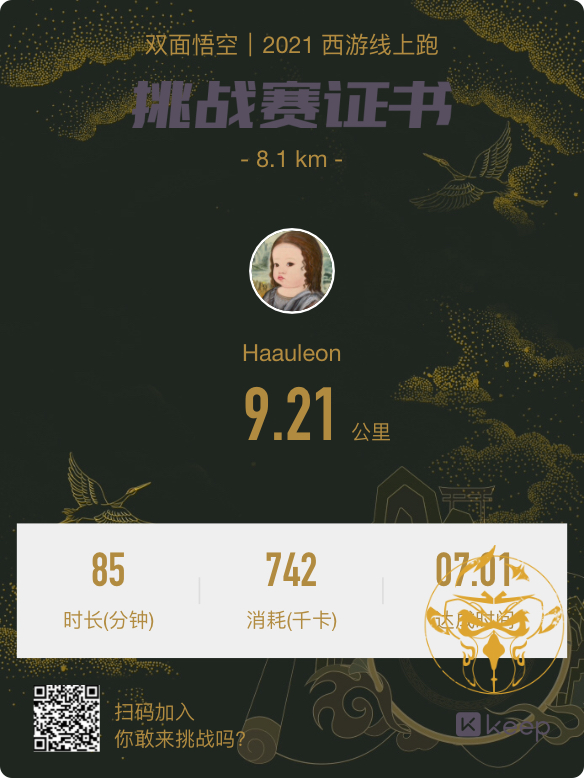 双面悟空｜2021 西游线上跑
挑战赛证书
- 8.1 km -
Haauleon
9.21 公里
85 742 07.01
时长(分钟) 消耗(千卡) 达成时间
扫码加入
你敢来挑战吗?
keep